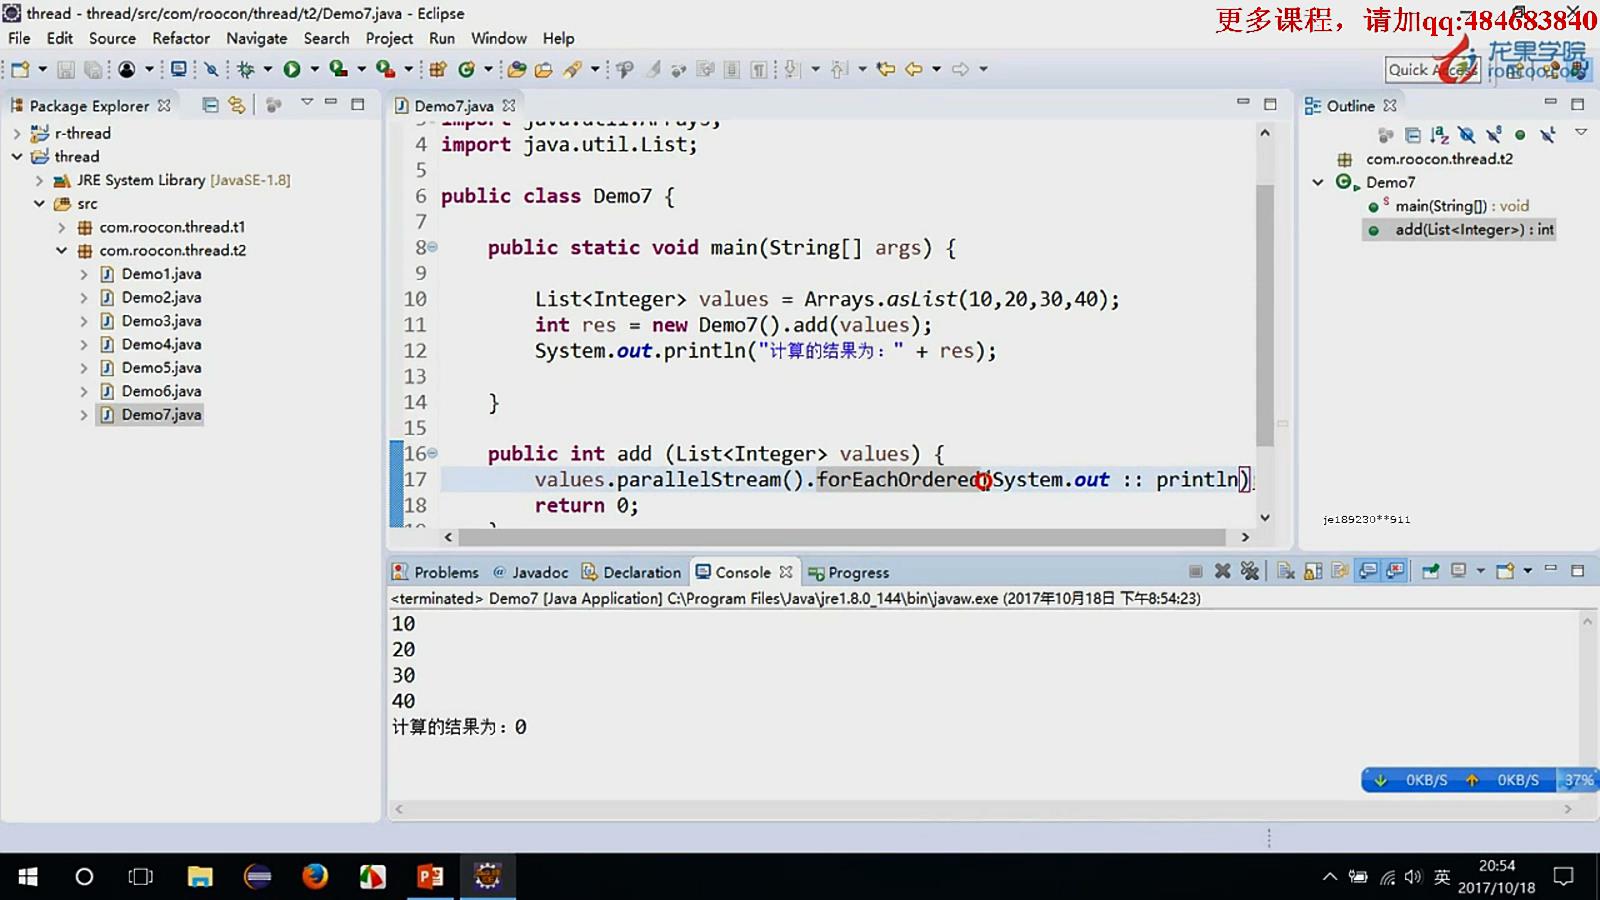 thread - thread/src/com/roocon/thread/t2/Demo7.java - Eclipse
更多课程，请加qq:484683840
File Edit Source Refactor Navigate Search Project Run Window Help
龙果学院
roncoo.com
Quick Access
Package Explorer
r-thread
thread
JRE System Library [JavaSE-1.8]
src
com.roocon.thread.t1
com.roocon.thread.t2
Demo1.java
Demo2.java
Demo3.java
Demo4.java
Demo5.java
Demo6.java
Demo7.java
Demo7.java
import java.util.Arrays;
4 import java.util.List;
5
6 public class Demo7 {
7
8 public static void main(String[] args) {
9
10 List<Integer> values = Arrays.asList(10,20,30,40);
11 int res = new Demo7().add(values);
12 System.out.println("计算的结果为：" + res);
13
14 }
15
16 public int add (List<Integer> values) {
17 values.parallelStream().forEachOrdered(System.out :: println);
18 return 0;
Outline
com.roocon.thread.t2
Demo7
main(String[]) : void
add(List<Integer>) : int
je189230**911
Problems @ Javadoc Declaration Console Progress
<terminated> Demo7 [Java Application] C:\Program Files\Java\jre1.8.0_144\bin\javaw.exe (2017年10月18日 下午8:54:23)
10
20
30
40
计算的结果为：0
0KB/S 0KB/S 37%
英
20:54
2017/10/18